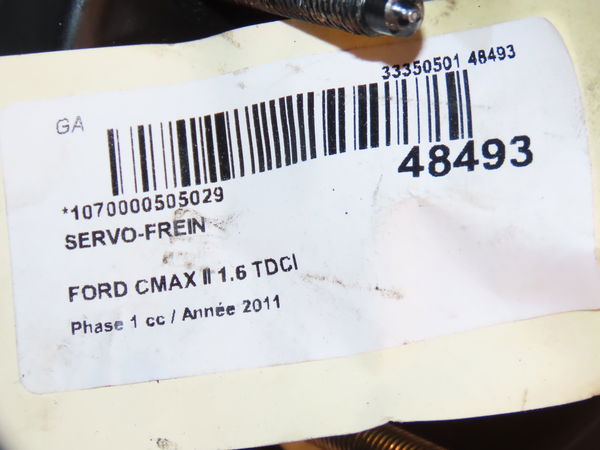 33350501 48493
GA
48493
*1070000505029
SERVO-FREIN
FORD CMAX II 1.6 TDCI
Phase 1 cc / Année 2011